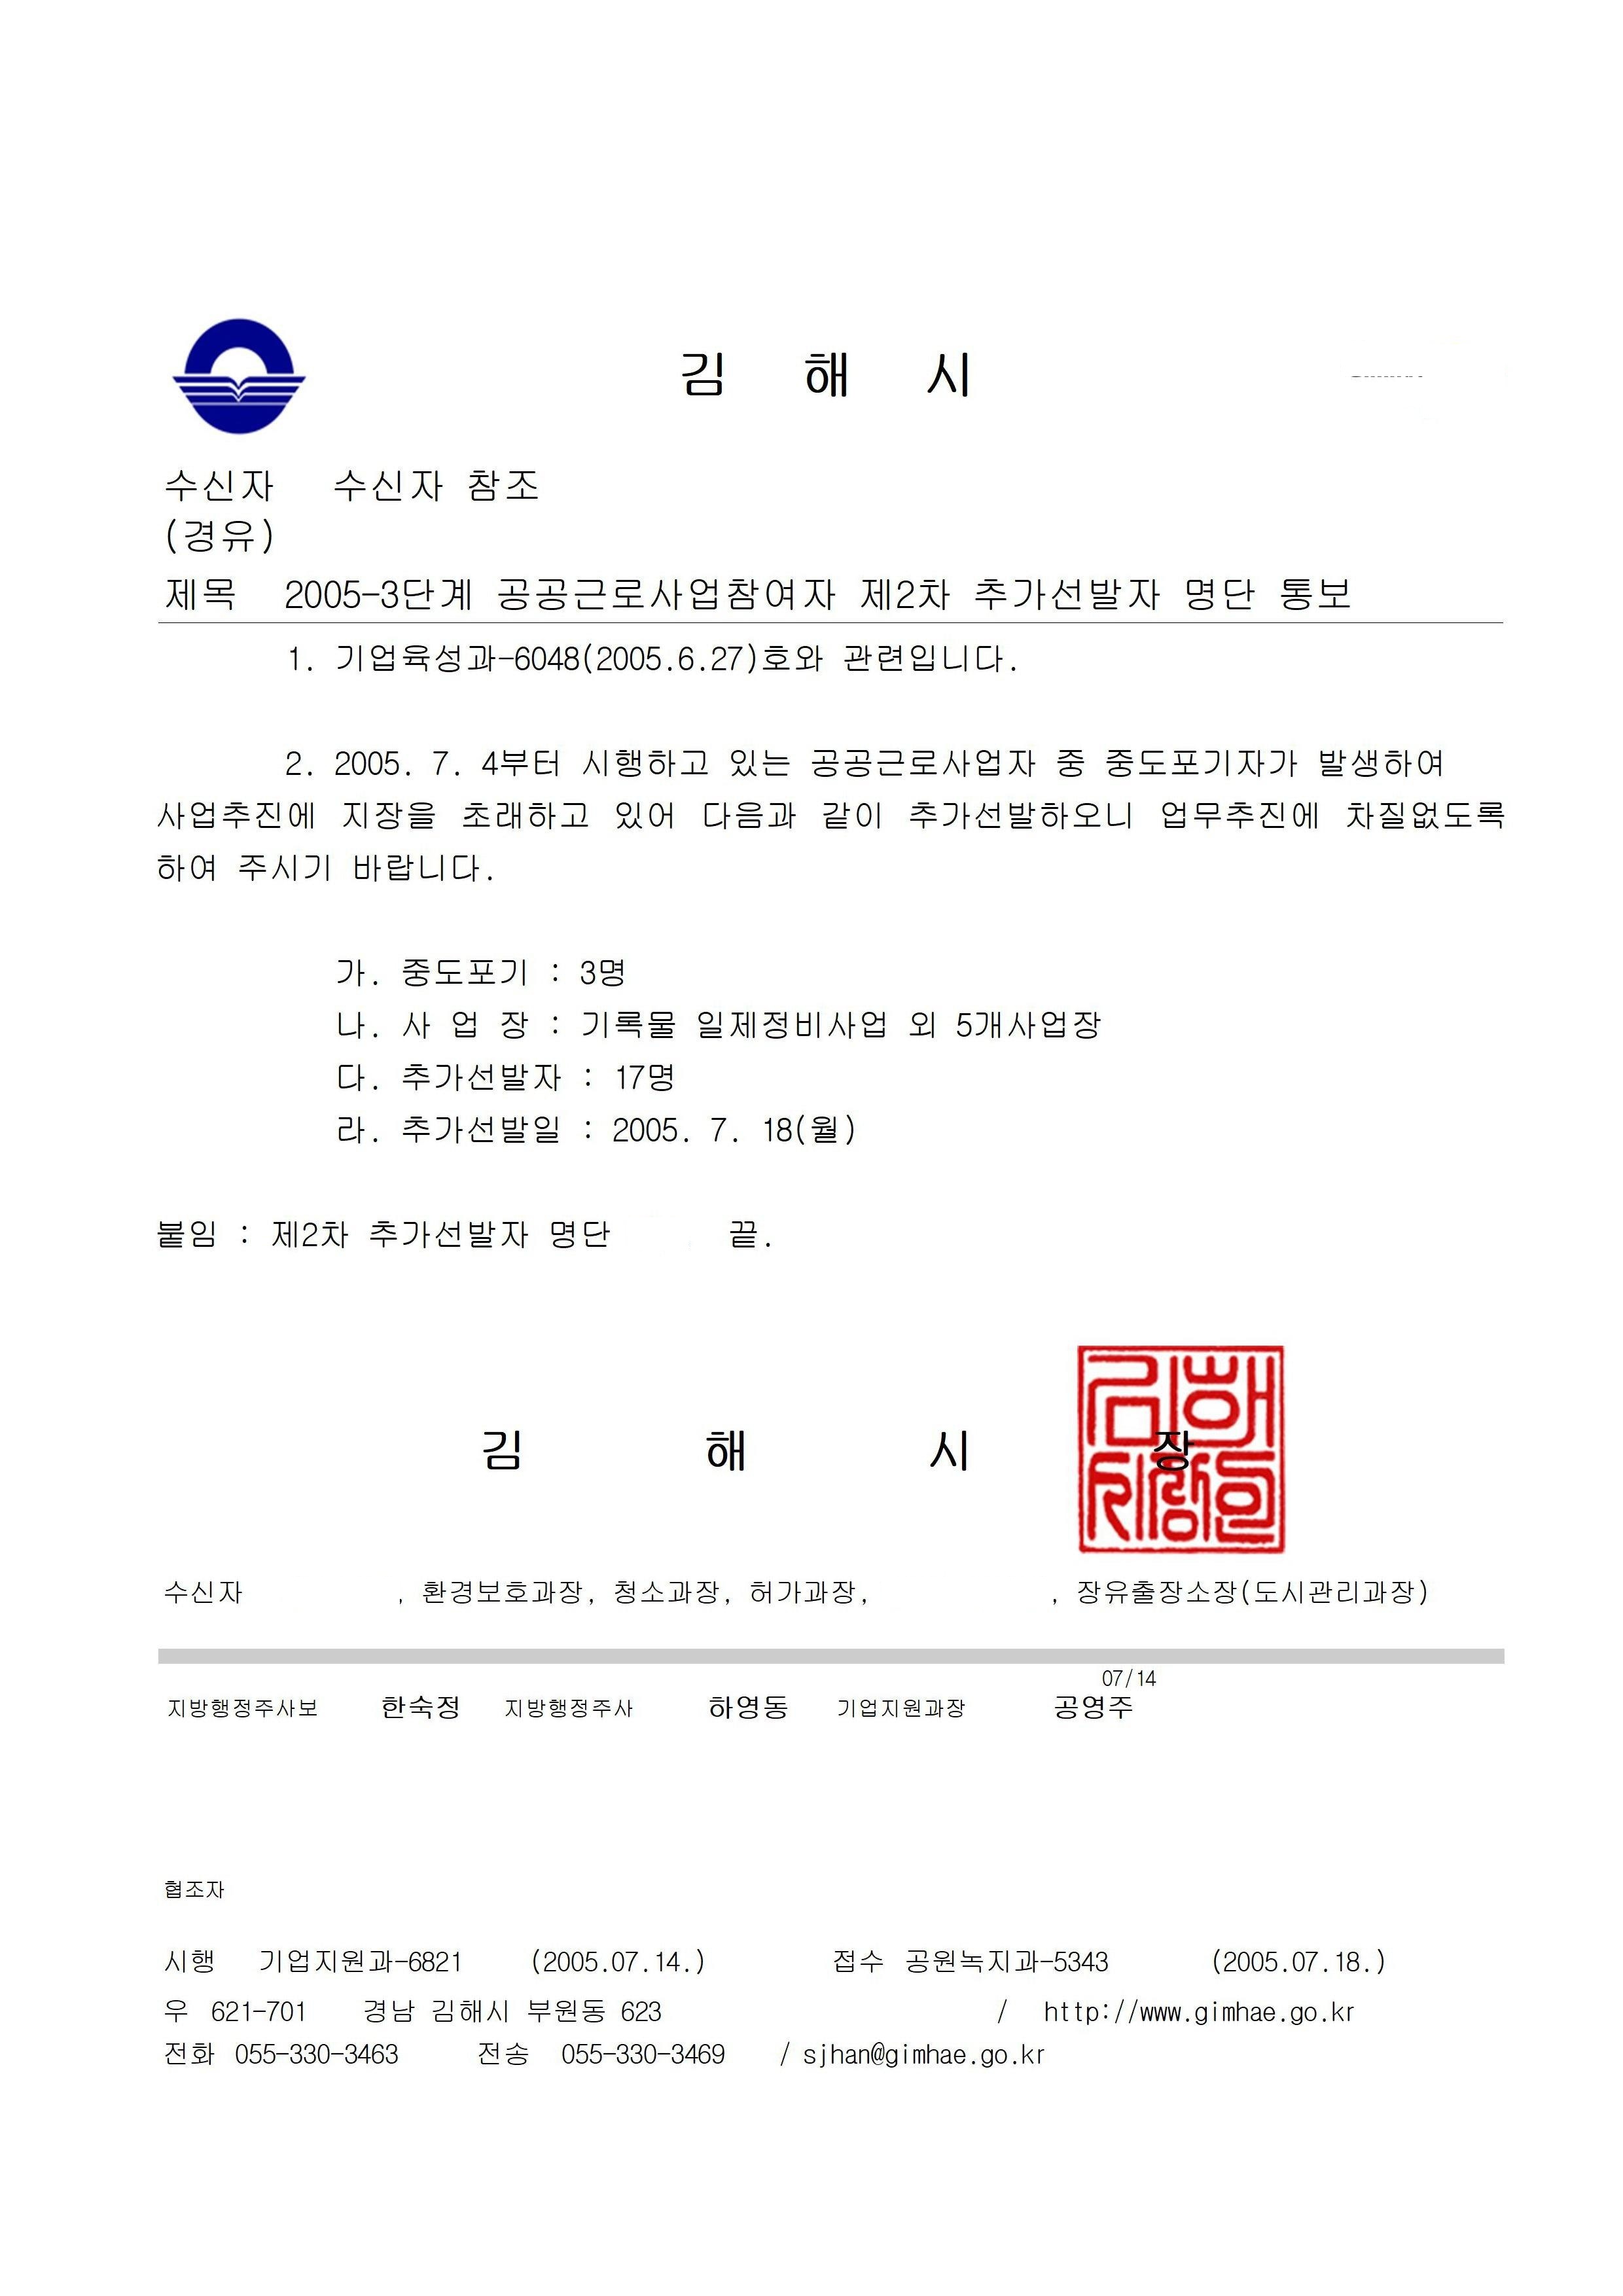 김 해 시
수신자 수신자 참조
(경유)
제목 2005-3단계 공공근로사업참여자 제2차 추가선발자 명단 통보
1. 기업육성과-6048(2005.6.27)호와 관련입니다.
2. 2005. 7. 4부터 시행하고 있는 공공근로사업자 중 중도포기자가 발생하여
사업추진에 지장을 초래하고 있어 다음과 같이 추가선발하오니 업무추진에 차질없도록
하여 주시기 바랍니다.
가. 중도포기 : 3명
나. 사 업 장 : 기록물 일제정비사업 외 5개사업장
다. 추가선발자 : 17명
라. 추가선발일 : 2005. 7. 18(월)
붙임 : 제2차 추가선발자 명단 끝.
김 해 시 장
수신자 , 환경보호과장, 청소과장, 허가과장, , 장유출장소장(도시관리과장)
07/14
지방행정주사보 한숙정 지방행정주사 하영동 기업지원과장 공영주
협조자
시행 기업지원과-6821 (2005.07.14.) 접수 공원녹지과-5343 (2005.07.18.)
우 621-701 경남 김해시 부원동 623 / http://www.gimhae.go.kr
전화 055-330-3463 전송 055-330-3469 / sjhan@gimhae.go.kr